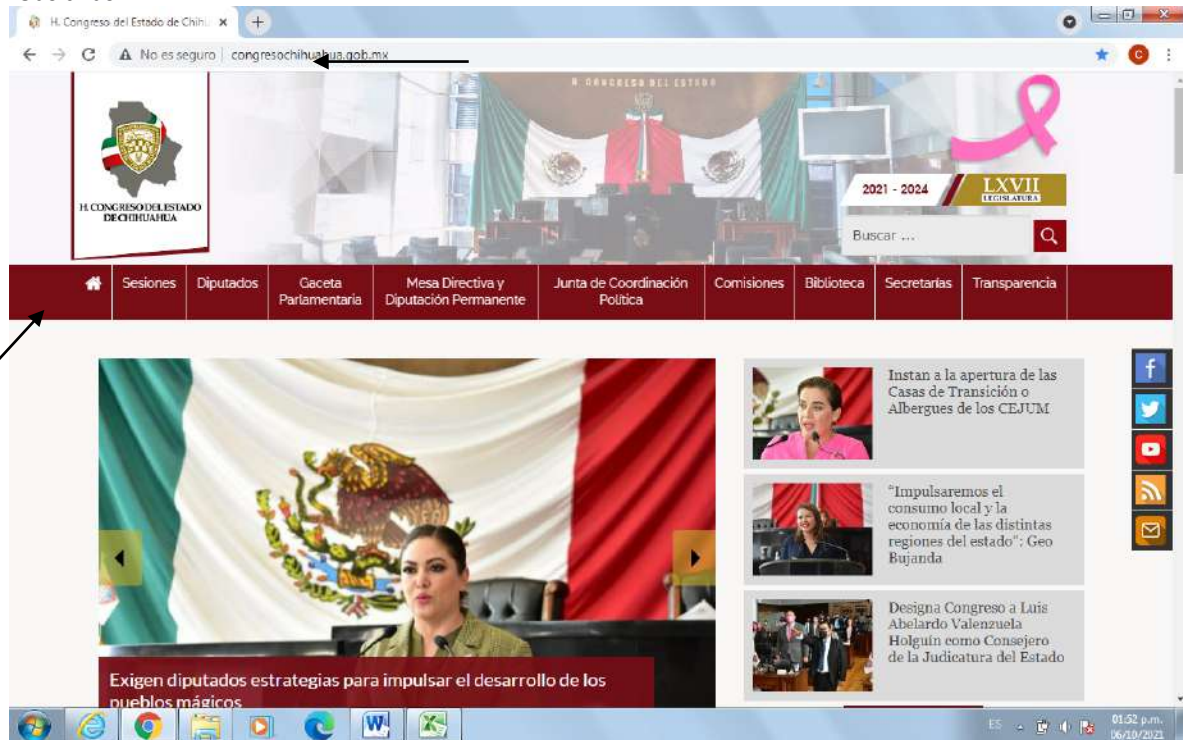 H. Congreso del Estado de Chihu
No es seguro | congresochihuahua.gob.mx
C
H. CONGRESO DEL ESTADO
H. CONGRESO DEL ESTADO
DE CHIHUAHUA
2021 - 2024
LXVII
LEGISLATURA
Buscar ...
Sesiones
Diputados
Gaceta
Parlamentaria
Mesa Directiva y
Diputación Permanente
Junta de Coordinación
Política
Comisiones
Biblioteca
Secretarías
Transparencia
Exigen diputados estrategias para impulsar el desarrollo de los
pueblos mágicos
Instan a la apertura de las
Casas de Transición o
Albergues de los CEJUM
“Impulsaremos el
consumo local y la
economía de las distintas
regiones del estado”: Geo
Bujanda
Designa Congreso a Luis
Abelardo Valenzuela
Holguín como Consejero
de la Judicatura del Estado
ES
01:52 p.m.
06/10/2021